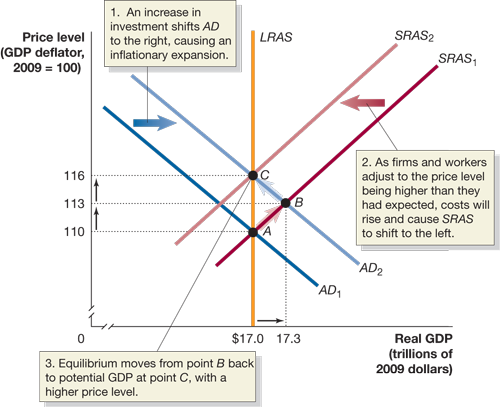 1. An increase in
investment shifts AD
to the right, causing an
inflationary expansion.
Price level
(GDP deflator,
2009 = 100)
LRAS
SRAS2
SRAS1
2. As firms and workers
adjust to the price level
being higher than they
had expected, costs will
rise and cause SRAS
to shift to the left.
116
113
110
C
B
A
AD2
AD1
0
$17.0
17.3
Real GDP
(trillions of
2009 dollars)
3. Equilibrium moves from point B back
to potential GDP at point C, with a
higher price level.